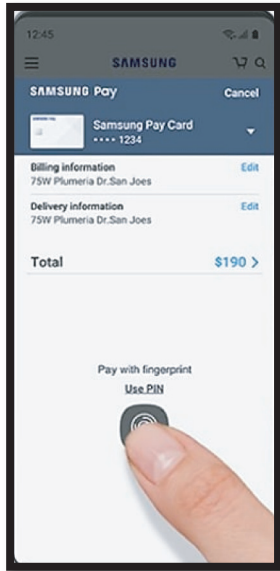 12:45
SAMSUNG
SAMSUNG Pay
Cancel
Samsung Pay Card
•••• 1234
Billing information
Edit
75W Plumeria Dr.San Joes
Delivery information
Edit
75W Plumeria Dr.San Joes
Total
$190 >
Pay with fingerprint
Use PIN